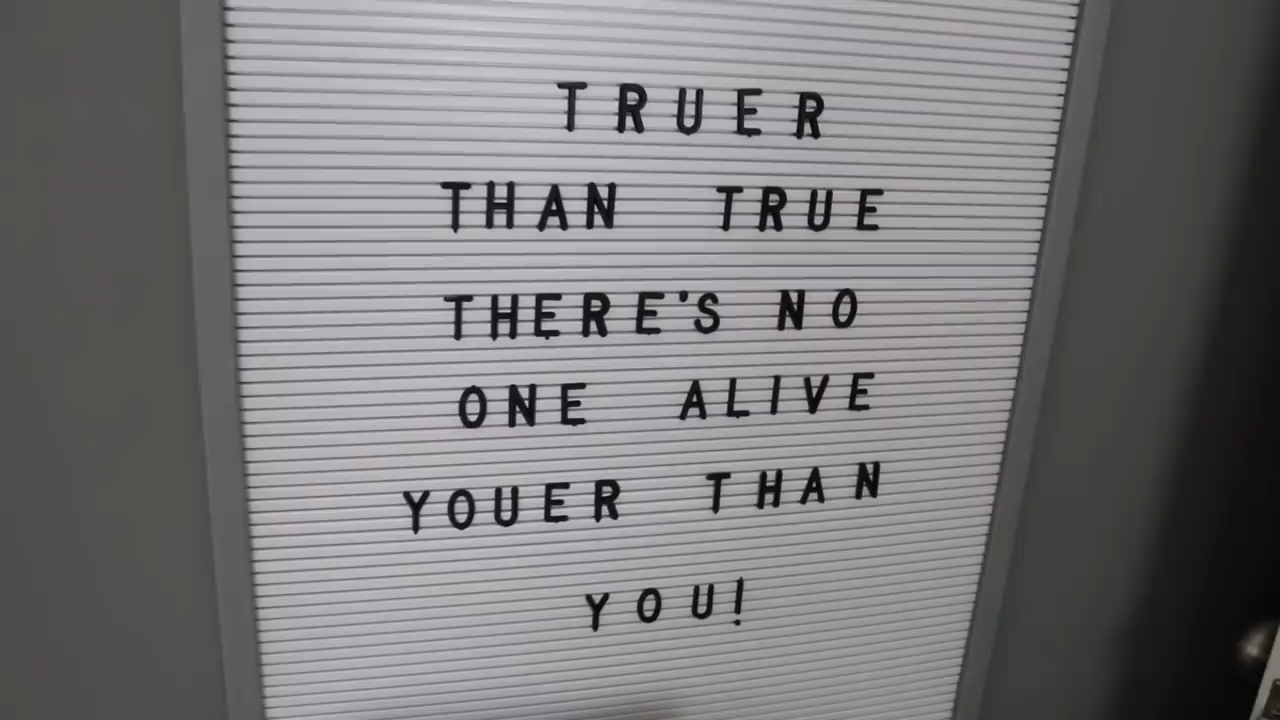 TRUER
THAN TRUE
THERE'S NO
ONE ALIVE
YOUER THAN
YOU!